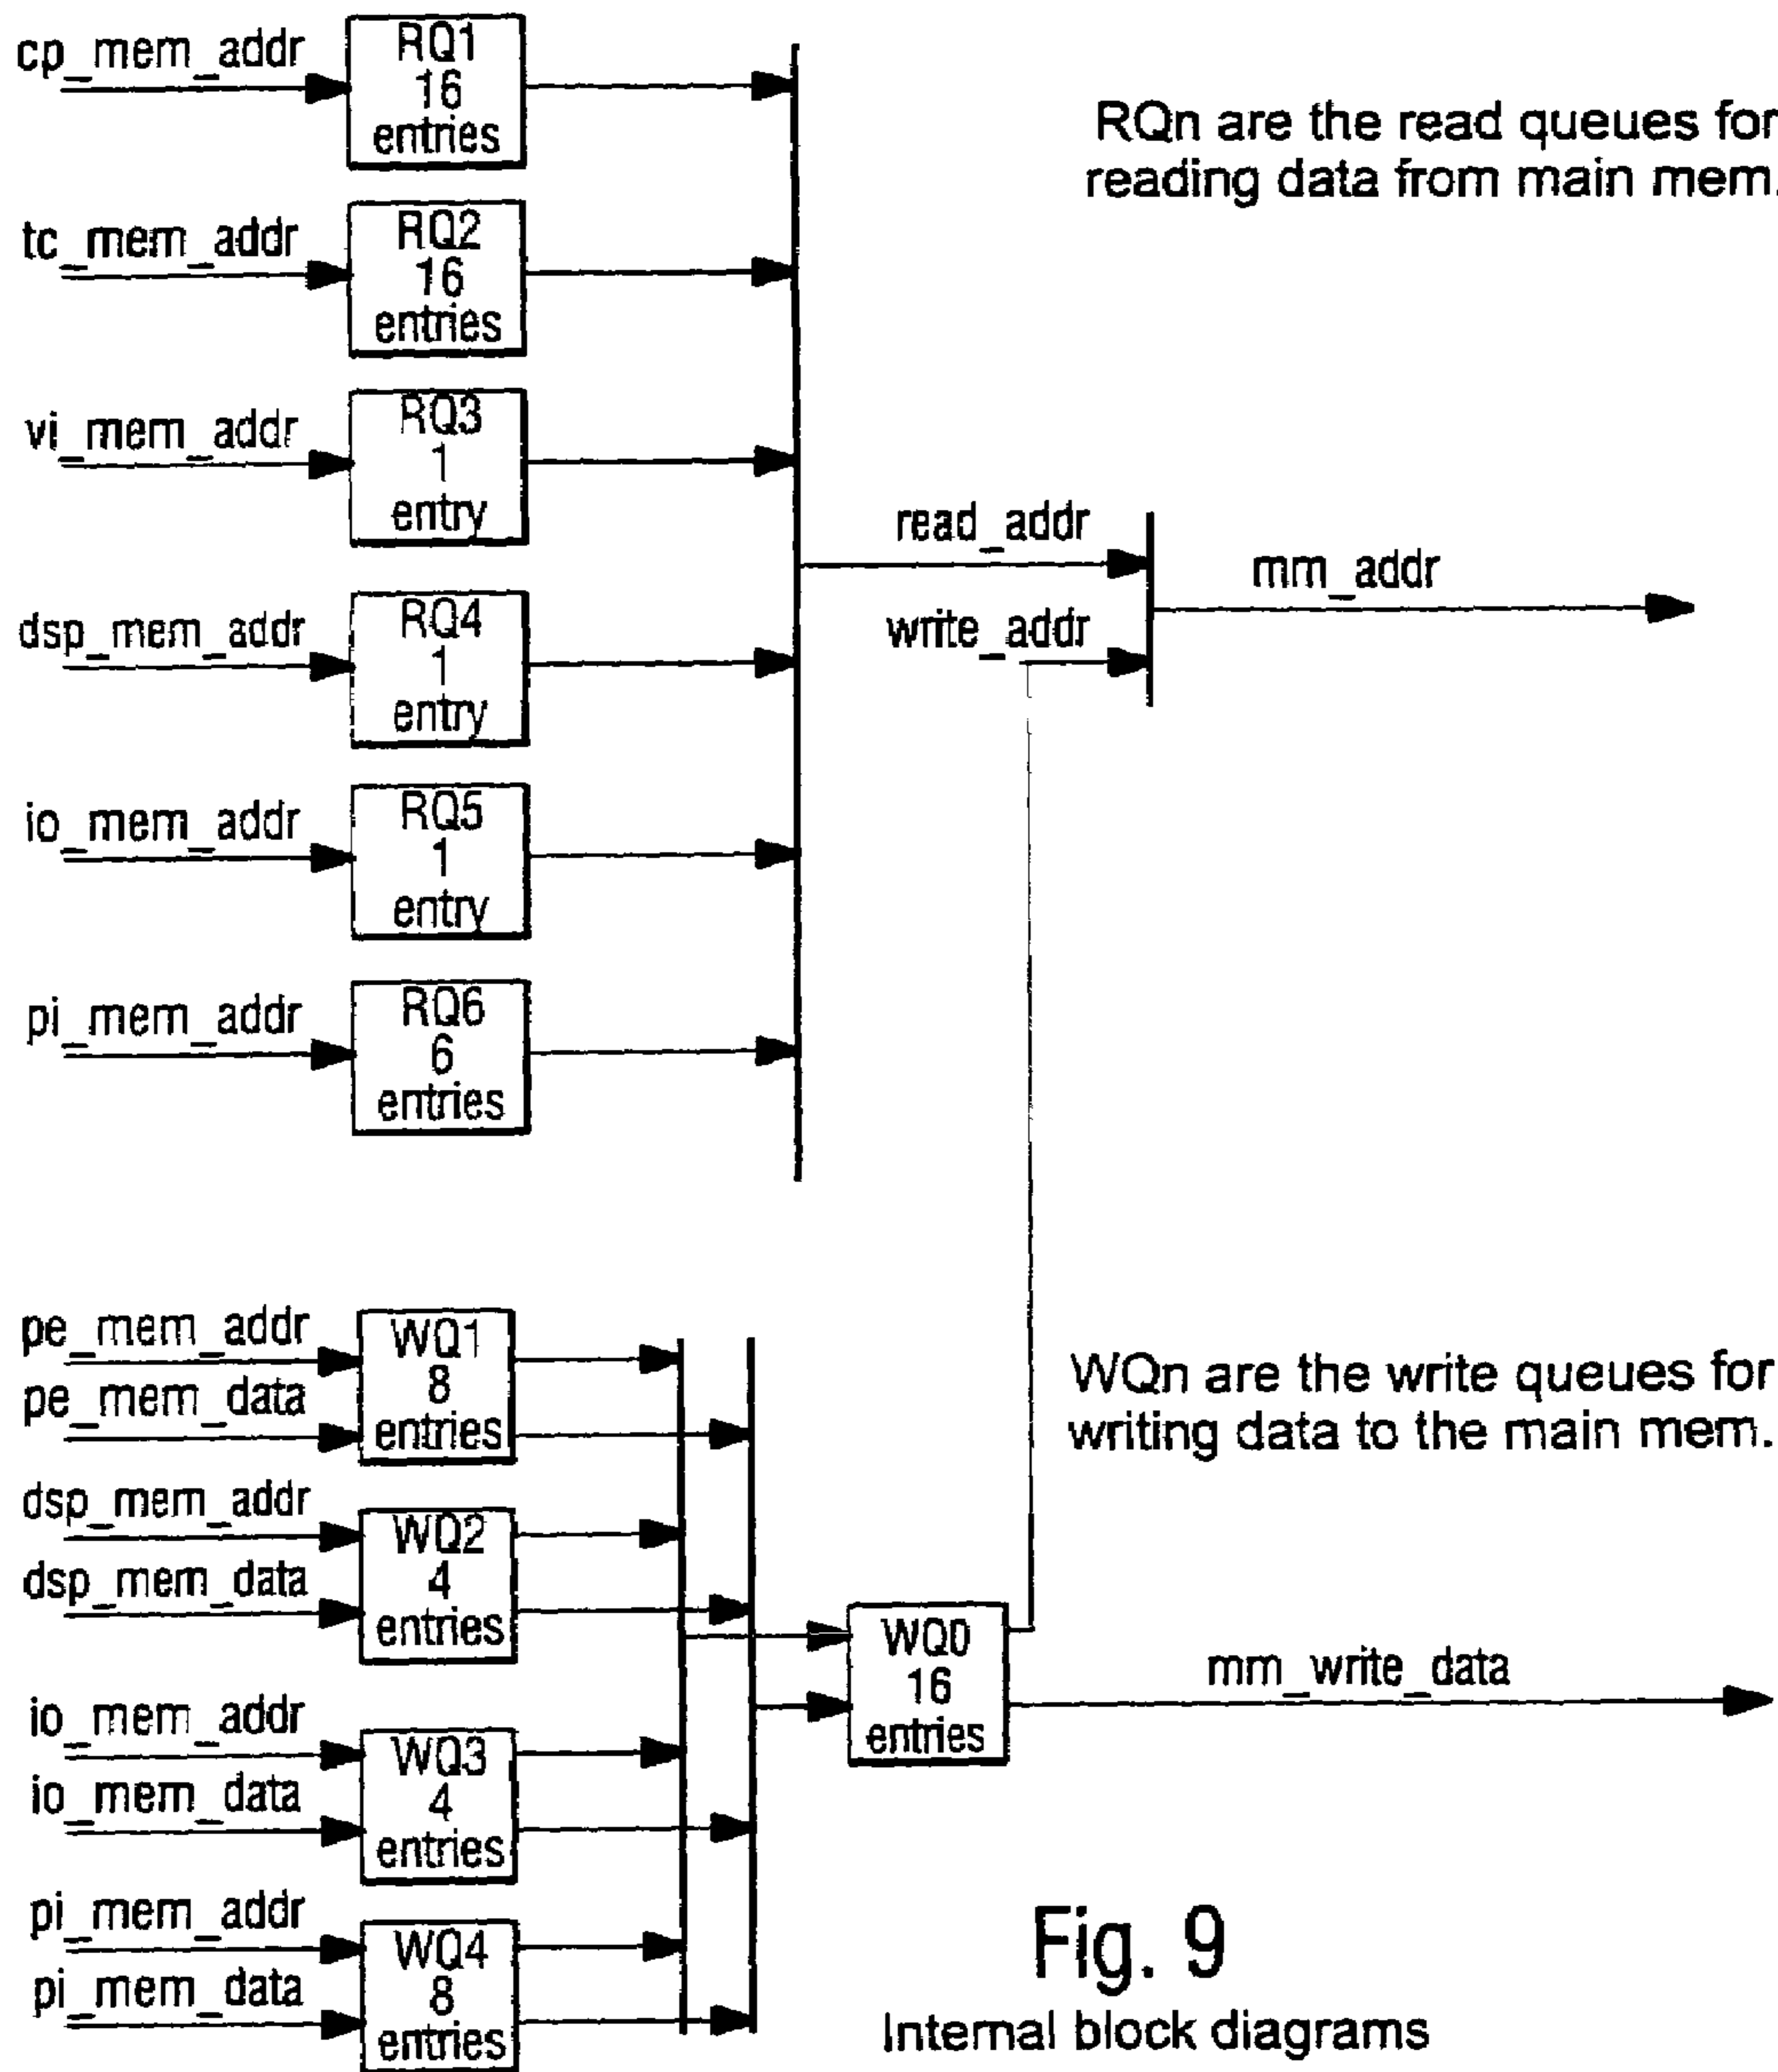 cp_mem_addr
RQ1
16
entries
RQn are the read queues for
reading data from main mem.
tc_mem_addr
RQ2
16
entries
vi_mem_addr
RQ3
1
entry
read_addr
mm_addr
dsp_mem_addr
RQ4
1
entry
write_addr
io_mem_addr
RQ5
1
entry
pi_mem_addr
RQ6
6
entries
pe_mem_addr
pe_mem_data
WQ1
8
entries
WQn are the write queues for
writing data to the main mem.
dsp_mem_addr
dsp_mem_data
WQ2
4
entries
WQ0
16
entries
mm_write_data
io_mem_addr
io_mem_data
WQ3
4
entries
pi_mem_addr
pi_mem_data
WQ4
8
entries
Fig. 9
Internal block diagrams